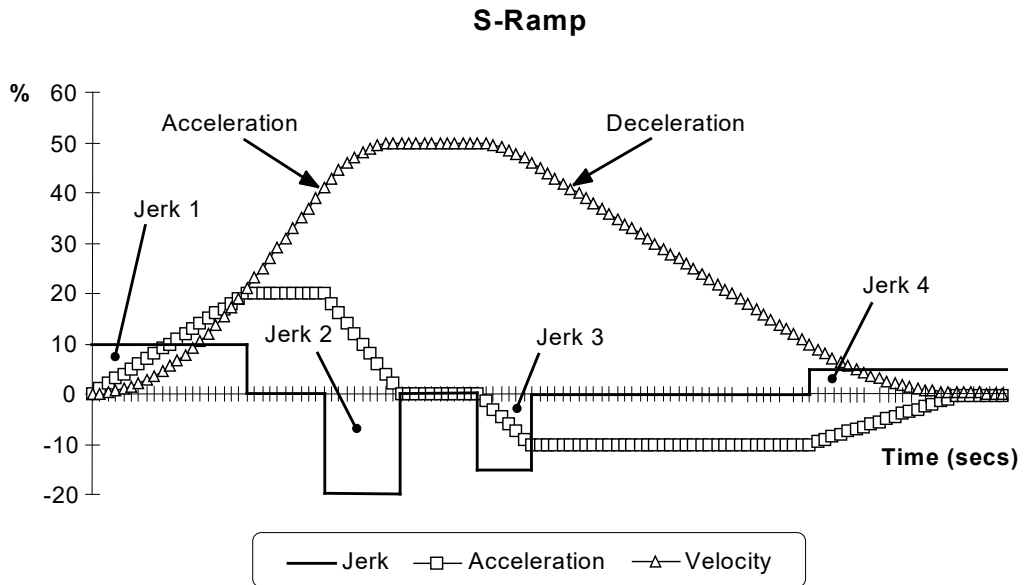 S-Ramp
%
60
50
40
30
20
10
0
-10
-20
Acceleration
Deceleration
Jerk 1
Jerk 2
Jerk 3
Jerk 4
Time (secs)
Jerk Acceleration Velocity